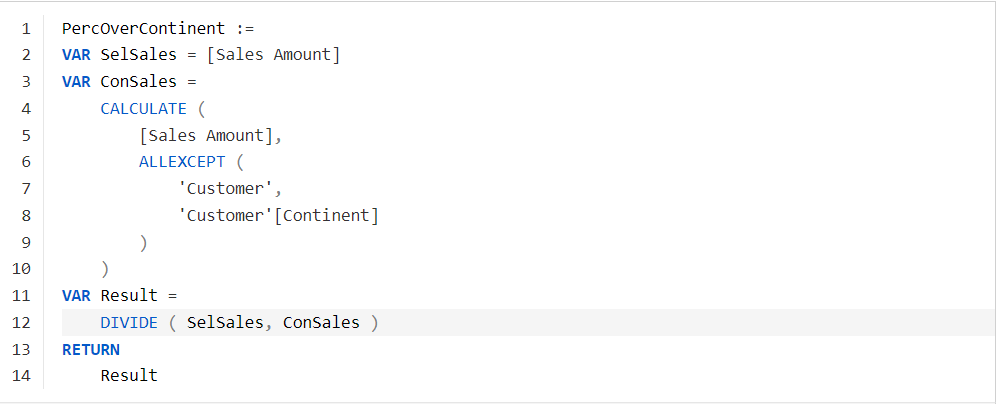 1 PercOverContinent :=
2 VAR SelSales = [Sales Amount]
3 VAR ConSales =
4     CALCULATE (
5         [Sales Amount],
6         ALLEXCEPT (
7             'Customer',
8             'Customer'[Continent]
9         )
10     )
11 VAR Result =
12     DIVIDE ( SelSales, ConSales )
13 RETURN
14     Result